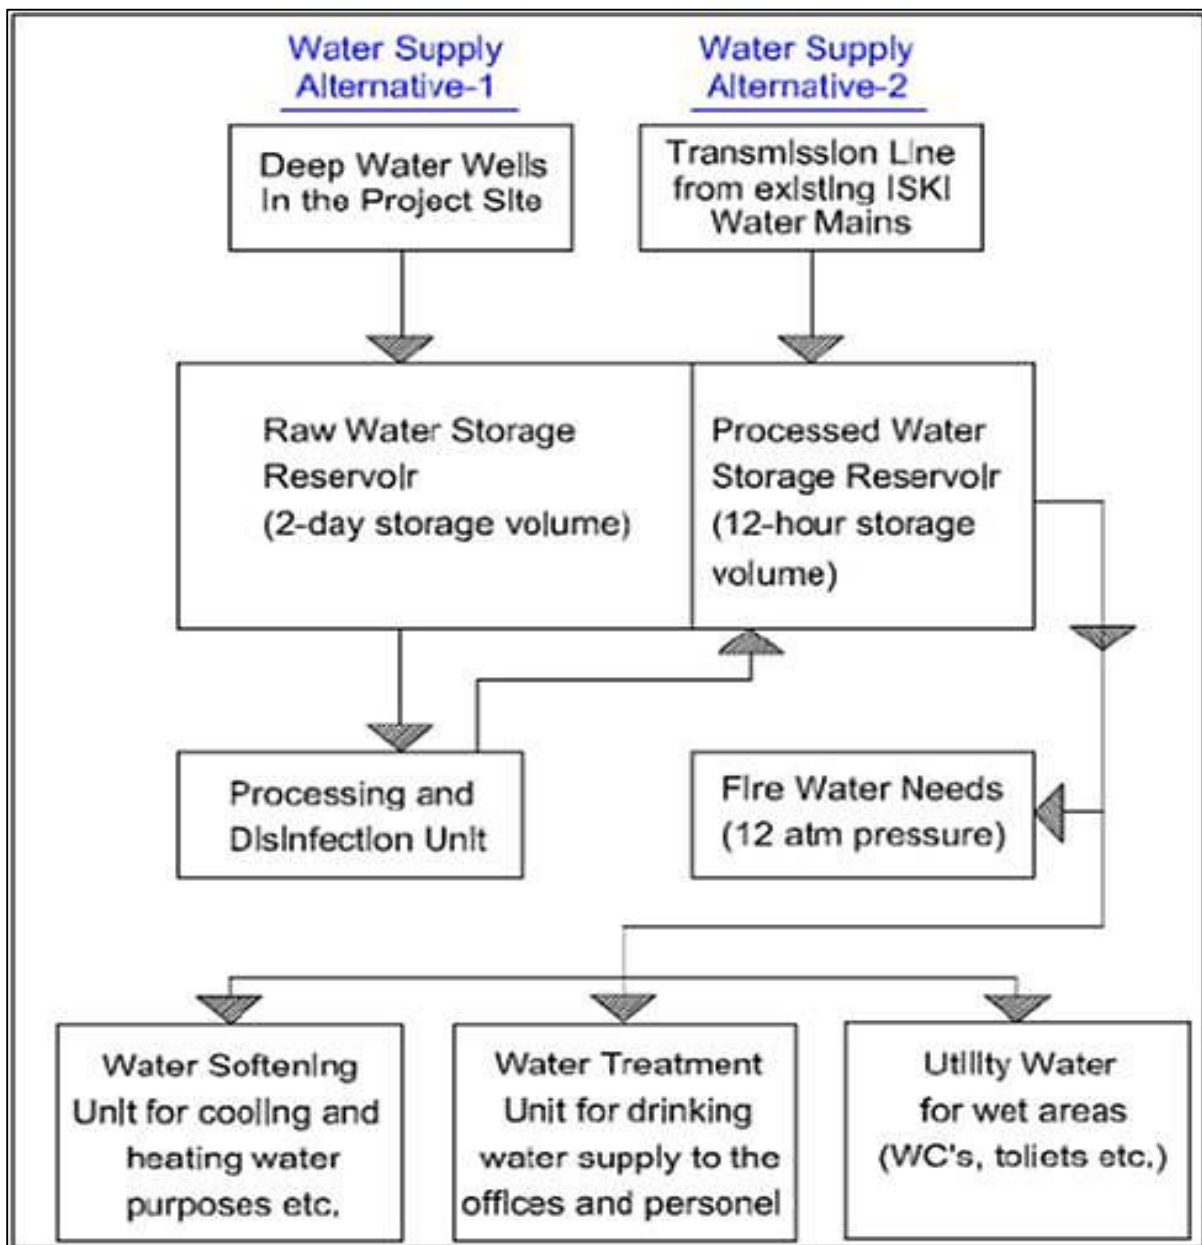 Water Supply
Alternative-1
Water Supply
Alternative-2
Deep Water Wells
in the Project Site
Transmission Line
from existing ISKI
Water Mains
Raw Water Storage
Reservoir
(2-day storage volume)
Processed Water
Storage Reservoir
(12-hour storage
volume)
Processing and
Disinfection Unit
Fire Water Needs
(12 atm pressure)
Water Softening
Unit for cooling and
heating water
purposes etc.
Water Treatment
Unit for drinking
water supply to the
offices and personel
Utility Water
for wet areas
(WC's, toliets etc.)